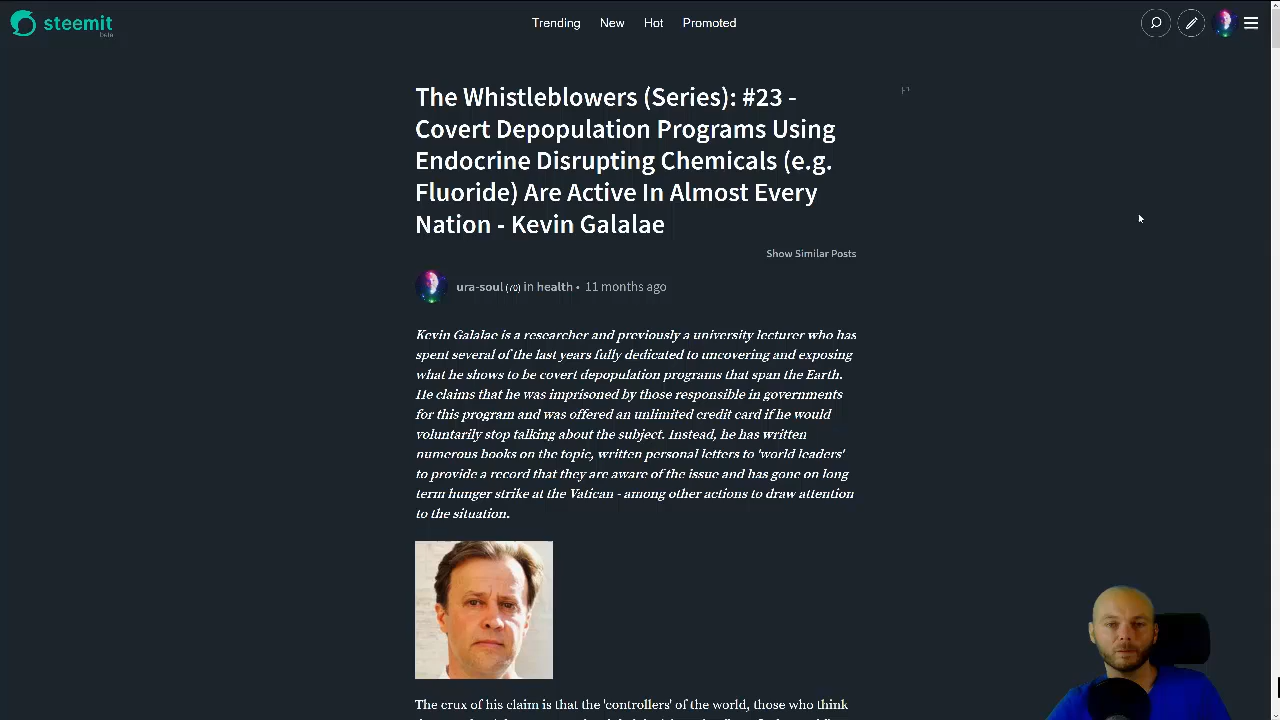 steemit
beta
Trending New Hot Promoted
The Whistleblowers (Series): #23 -
Covert Depopulation Programs Using
Endocrine Disrupting Chemicals (e.g.
Fluoride) Are Active In Almost Every
Nation - Kevin Galalae
Show Similar Posts
ura-soul (70) in health • 11 months ago
Kevin Galalae is a researcher and previously a university lecturer who has
spent several of the last years fully dedicated to uncovering and exposing
what he shows to be covert depopulation programs that span the Earth.
He claims that he was imprisoned by those responsible in governments
for this program and was offered an unlimited credit card if he would
voluntarily stop talking about the subject. Instead, he has written
numerous books on the topic, written personal letters to 'world leaders'
to provide a record that they are aware of the issue and has gone on long
term hunger strike at the Vatican - among other actions to draw attention
to the situation.
The crux of his claim is that the 'controllers' of the world, those who think